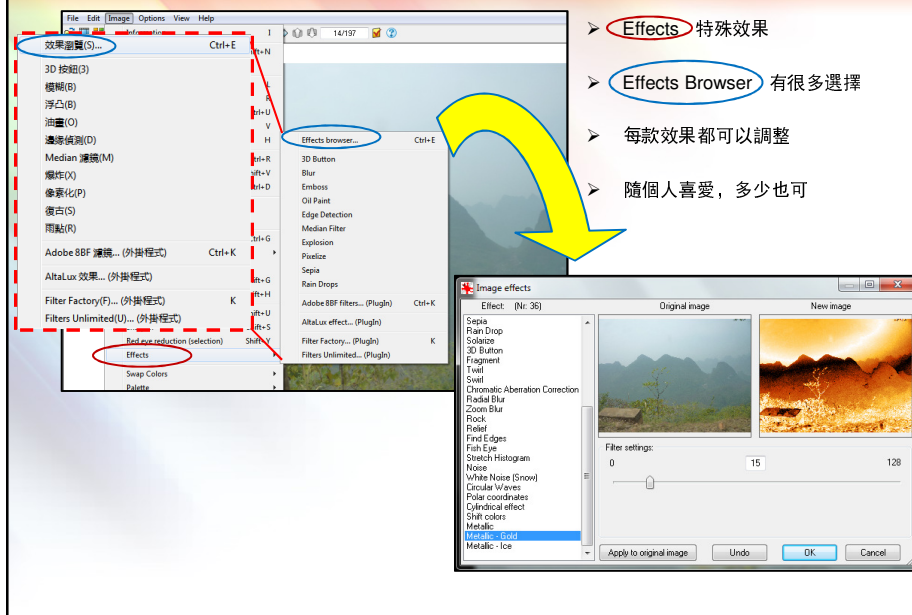 File Edit Image Options View Help
Information I
14/197
效果瀏覽(S)... Ctrl+E
3D 按鈕(3)
模糊(B)
浮凸(B)
油畫(O)
邊緣偵測(D)
Median 濾鏡(M)
爆炸(X)
像素化(P)
復古(S)
雨點(R)
Adobe 8BF 濾鏡... (外掛程式) Ctrl+K
AltaLux 效果... (外掛程式)
Filter Factory(F)... (外掛程式) K
Filters Unlimited(U)... (外掛程式)
Red eye reduction (selection) Shift+Y
Effects
Swap Colors
Palette
Effects browser... Ctrl+E
3D Button
Blur
Emboss
Oil Paint
Edge Detection
Median Filter
Explosion
Pixelize
Sepia
Rain Drops
Adobe 8BF filters... (PlugIn) Ctrl+K
AltaLux effect... (PlugIn)
Filter Factory... (PlugIn) K
Filters Unlimited... (PlugIn)
➢ Effects 特殊效果
➢ Effects Browser 有很多選擇
➢ 每款效果都可以調整
➢ 隨個人喜愛，多少也可
Image effects
Effect: (Nr. 36) Original image New image
Sepia
Rain Drop
Solarize
3D Button
Fragment
Twirl
Swirl
Chromatic Aberration Correction
Radial Blur
Zoom Blur
Rock
Relief
Find Edges
Fish Eye
Stretch Histogram
Noise
White Noise (Snow)
Circular Waves
Polar coordinates
Cylindrical effect
Shift colors
Metallic
Metallic - Gold
Metallic - Ice
Filter settings:
0 15 128
Apply to original image Undo OK Cancel